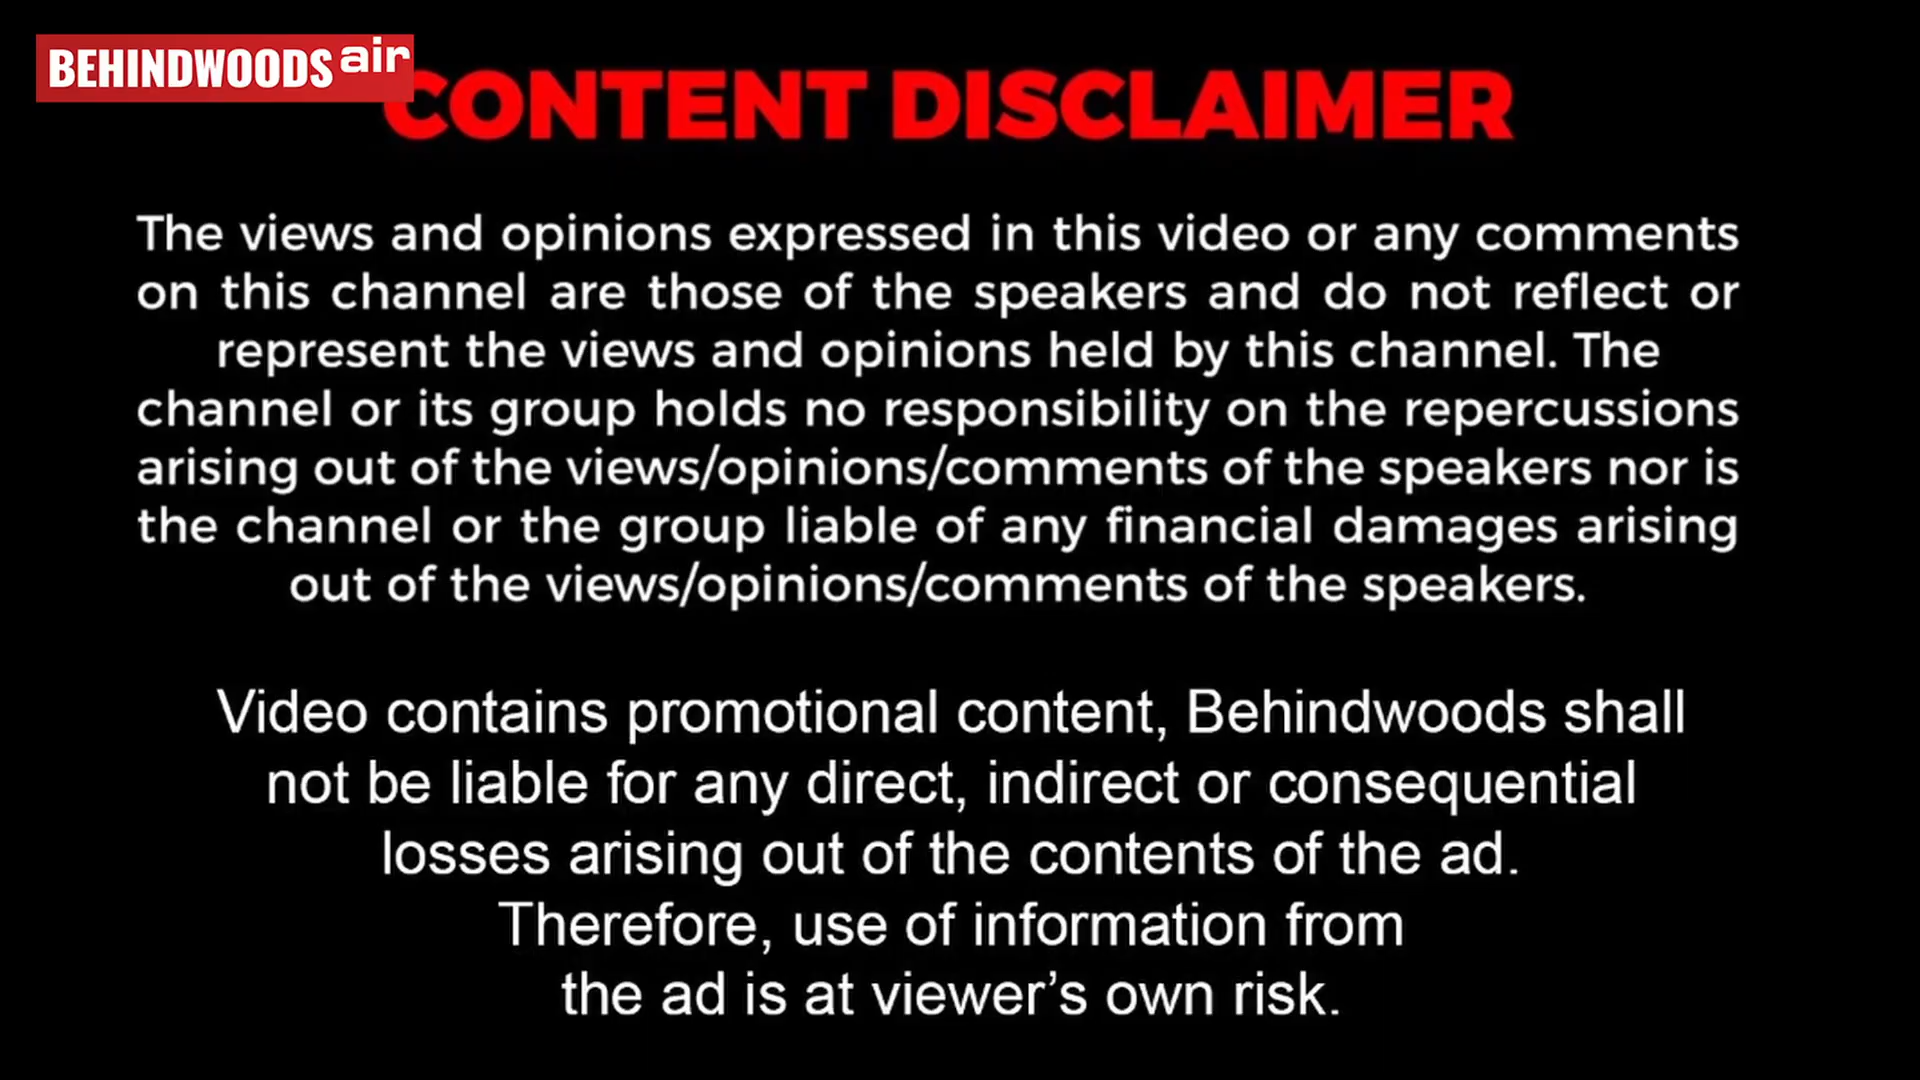 BEHINDWOODS air
CONTENT DISCLAIMER
The views and opinions expressed in this video or any comments
on this channel are those of the speakers and do not reflect or
represent the views and opinions held by this channel. The
channel or its group holds no responsibility on the repercussions
arising out of the views/opinions/comments of the speakers nor is
the channel or the group liable of any financial damages arising
out of the views/opinions/comments of the speakers.
Video contains promotional content, Behindwoods shall
not be liable for any direct, indirect or consequential
losses arising out of the contents of the ad.
Therefore, use of information from
the ad is at viewer’s own risk.